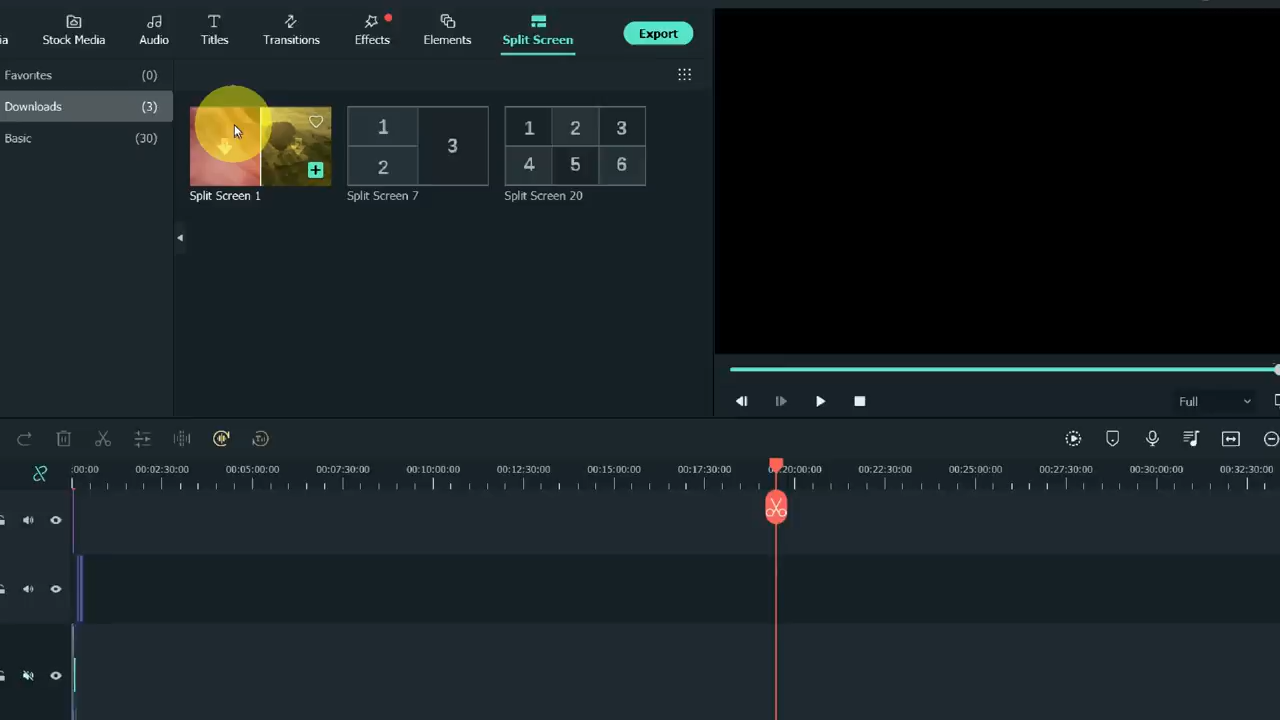 ia Stock Media Audio Titles Transitions Effects Elements Split Screen Export
Favorites (0)
Downloads (3)
Basic (30)
1 2 3
1 2 3 4 5 6
Split Screen 1 Split Screen 7 Split Screen 20
Full
:00:00 00:02:30:00 00:05:00:00 00:07:30:00 00:10:00:00 00:12:30:00 00:15:00:00 00:17:30:00 00:20:00:00 00:22:30:00 00:25:00:00 00:27:30:00 00:30:00:00 00:32:30:00